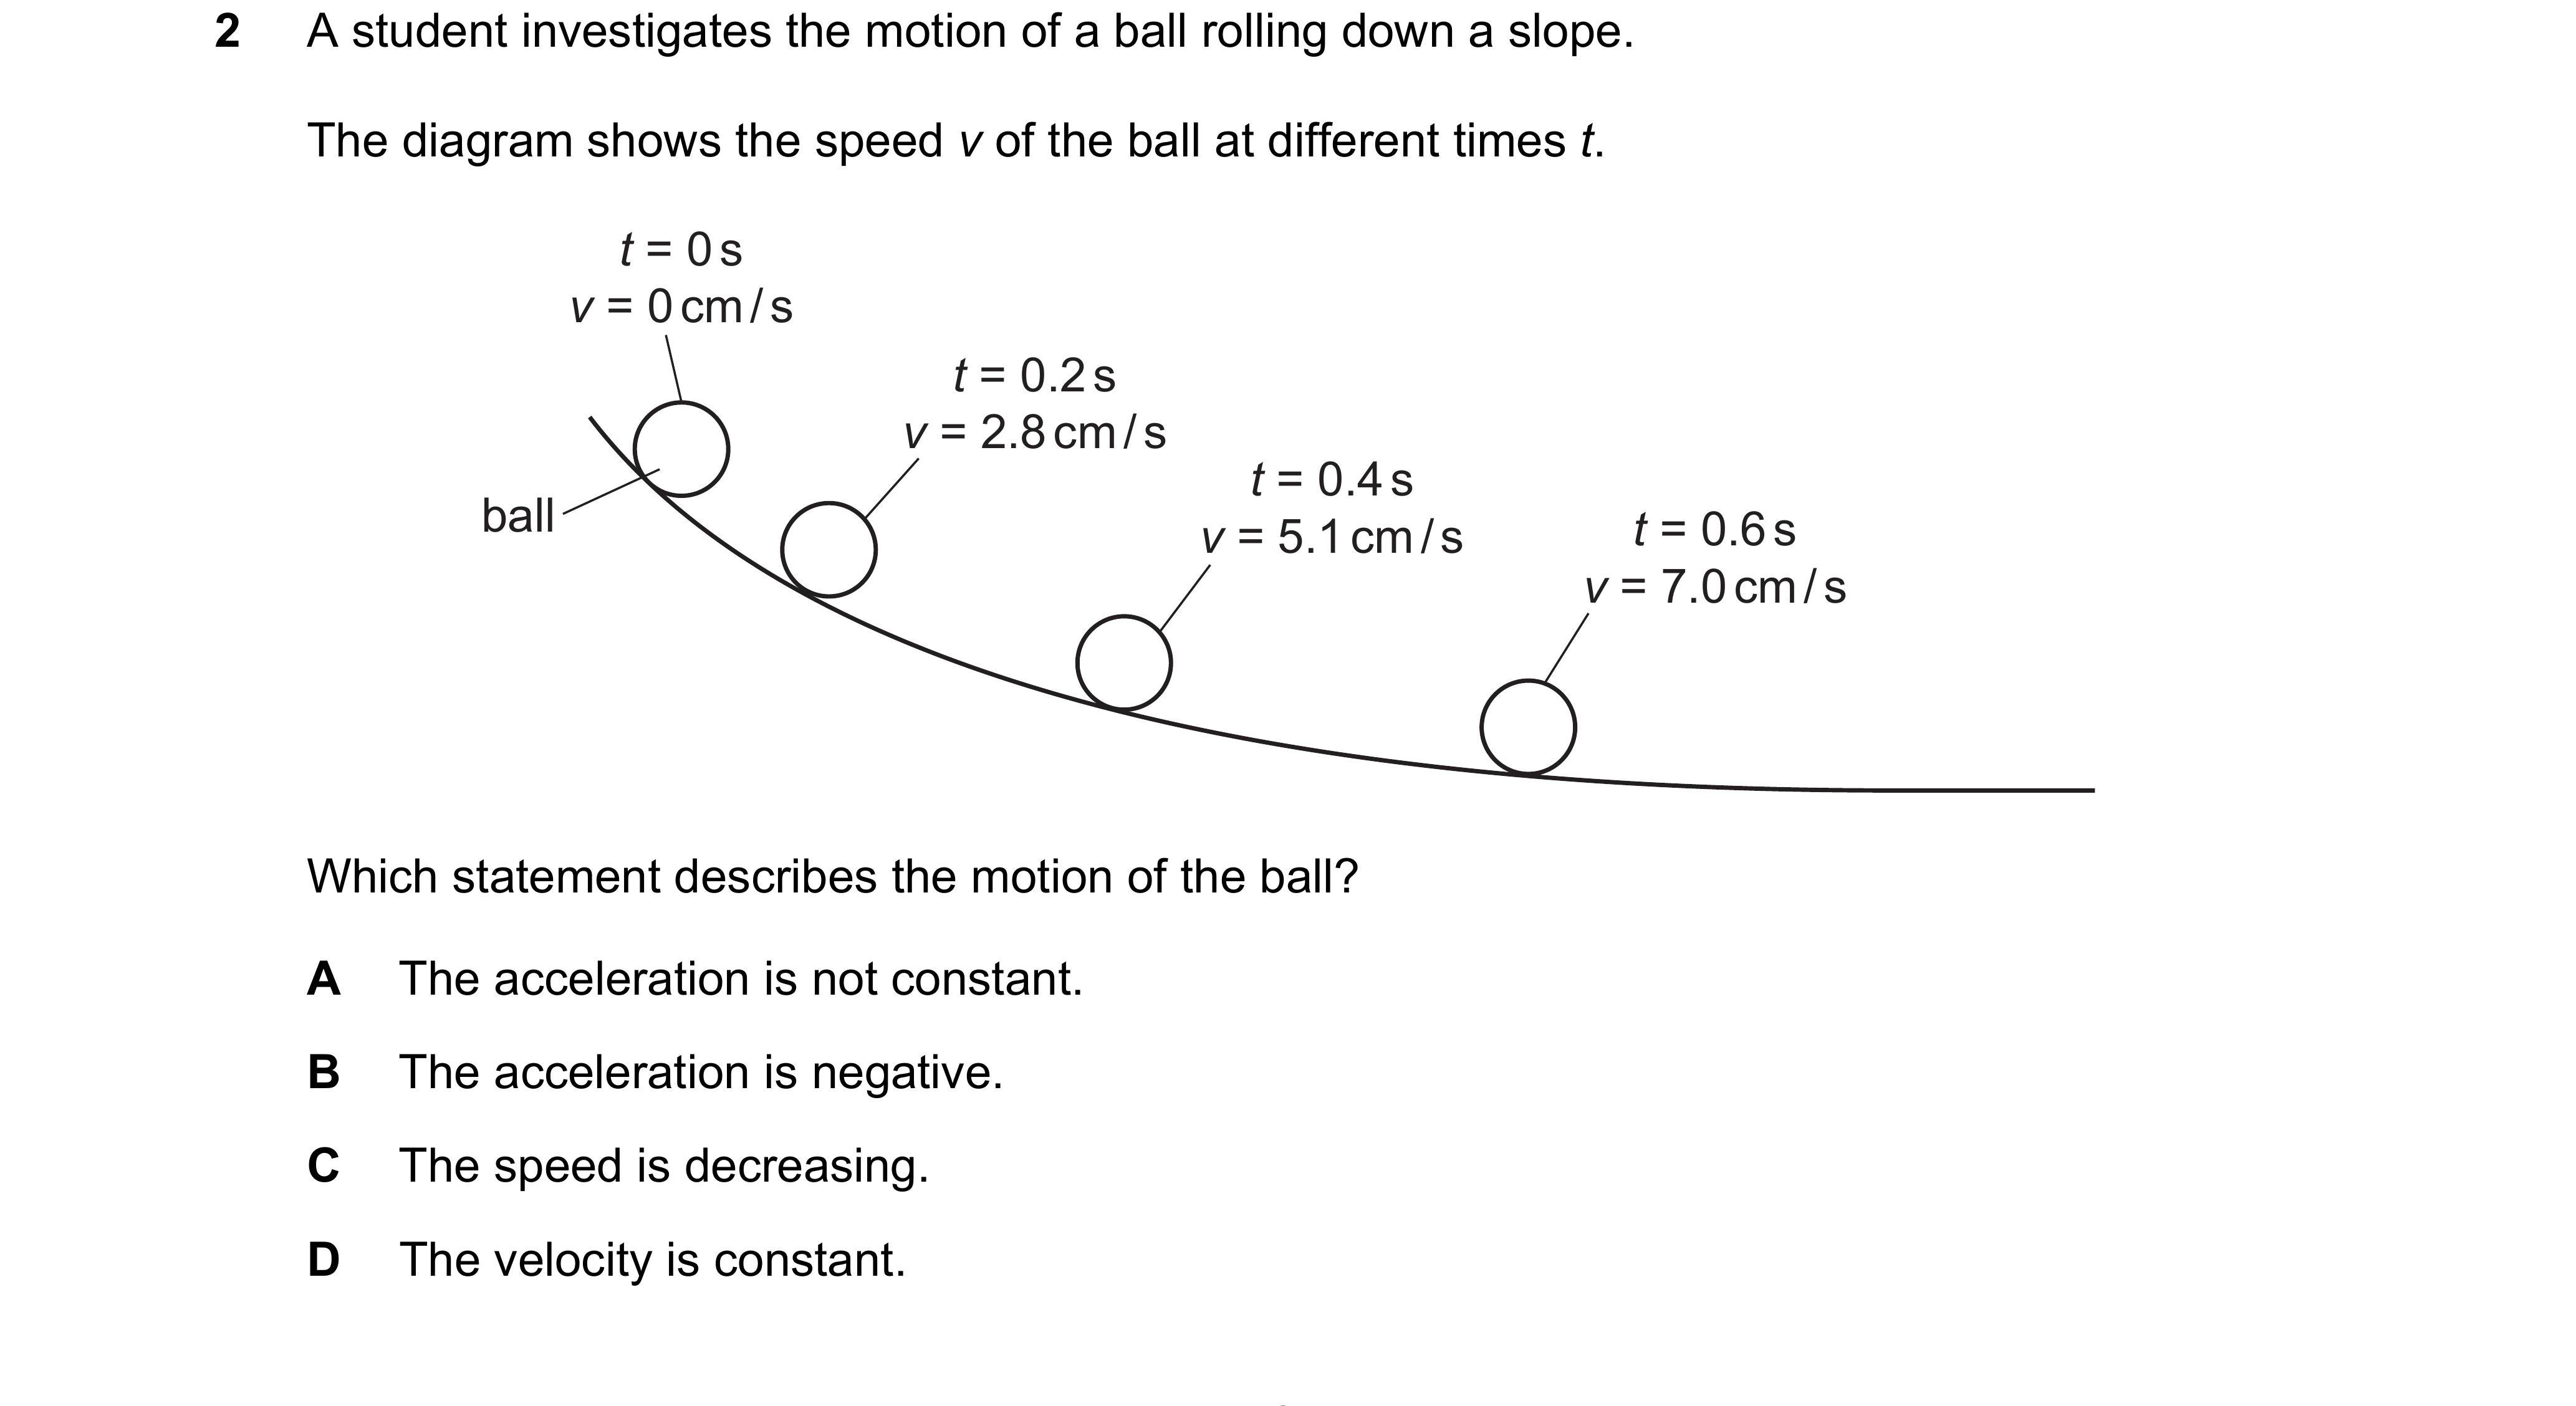 2 A student investigates the motion of a ball rolling down a slope.
The diagram shows the speed v of the ball at different times t.
t = 0 s
v = 0 cm / s
t = 0.2 s
v = 2.8 cm / s
t = 0.4 s
v = 5.1 cm / s
t = 0.6 s
v = 7.0 cm / s
ball
Which statement describes the motion of the ball?
A The acceleration is not constant.
B The acceleration is negative.
C The speed is decreasing.
D The velocity is constant.